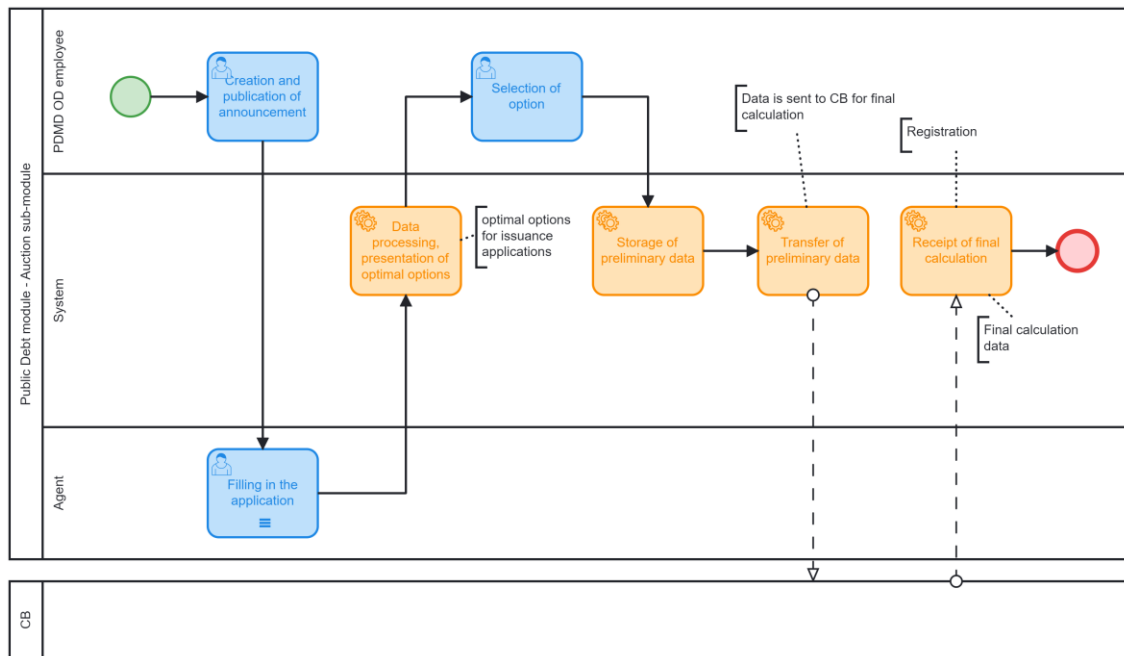 Public Debt module - Auction sub-module
PDMD OD employee
Creation and
publication of
announcement
Selection of
option
Data is sent to CB for final
calculation
Registration
System
Data
processing,
presentation of
optimal options
optimal options
for issuance
applications
Storage of
preliminary data
Transfer of
preliminary data
Receipt of final
calculation
Final calculation
data
Agent
Filling in the
application
CB